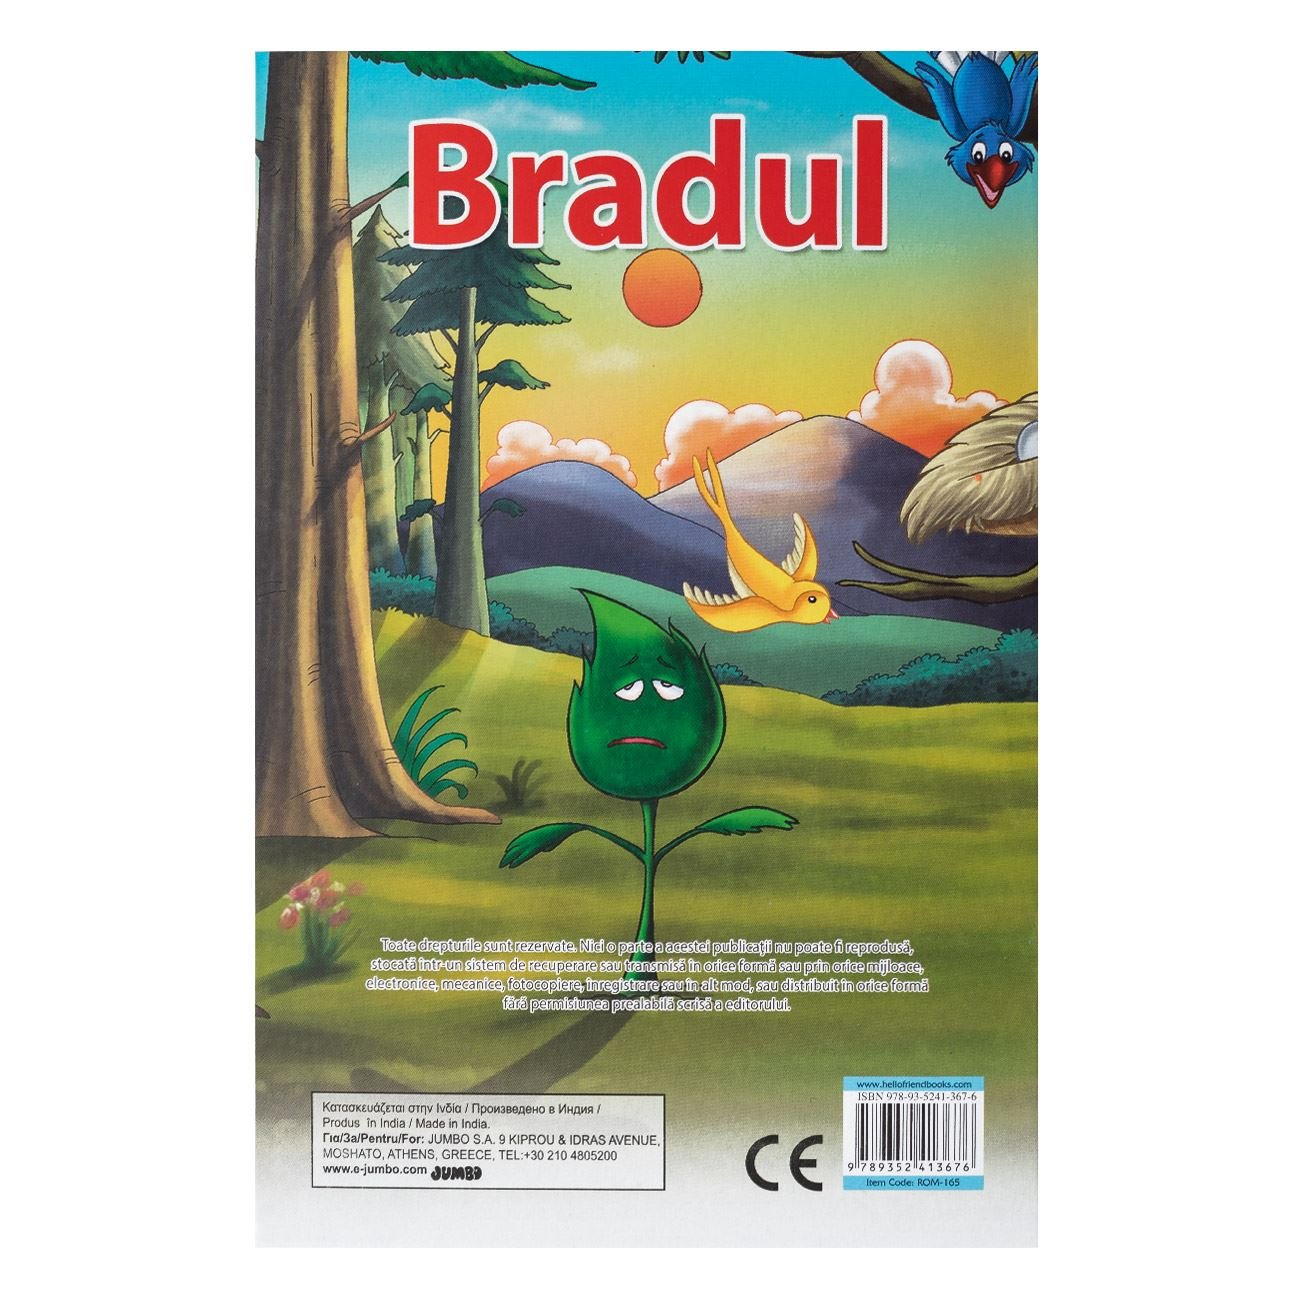 Bradul
Toate drepturile sunt rezervate. Nici o parte a acestei publicații nu poate fi reprodusă,
stocată într-un sistem de recuperare sau transmisă în orice formă sau prin orice mijloace,
electronice, mecanice, fotocopiere, înregistrare sau in alt mod, sau distribuit in orice formă
fără permisiunea prealabilă scrisă a editorului.
Κατασκευάζεται στην Ινδία / Произведено в Индия /
Produs în India / Made in India.
Για/За/Pentru/For: JUMBO S.A. 9 KIPROU & IDRAS AVENUE,
MOSHATO, ATHENS, GREECE, TEL:+30 210 4805200
www.e-jumbo.com JUMBO
CE
www.hellofriendbooks.com
ISBN 978-93-5241-367-6
9 789352 413676
Item Code: ROM-165